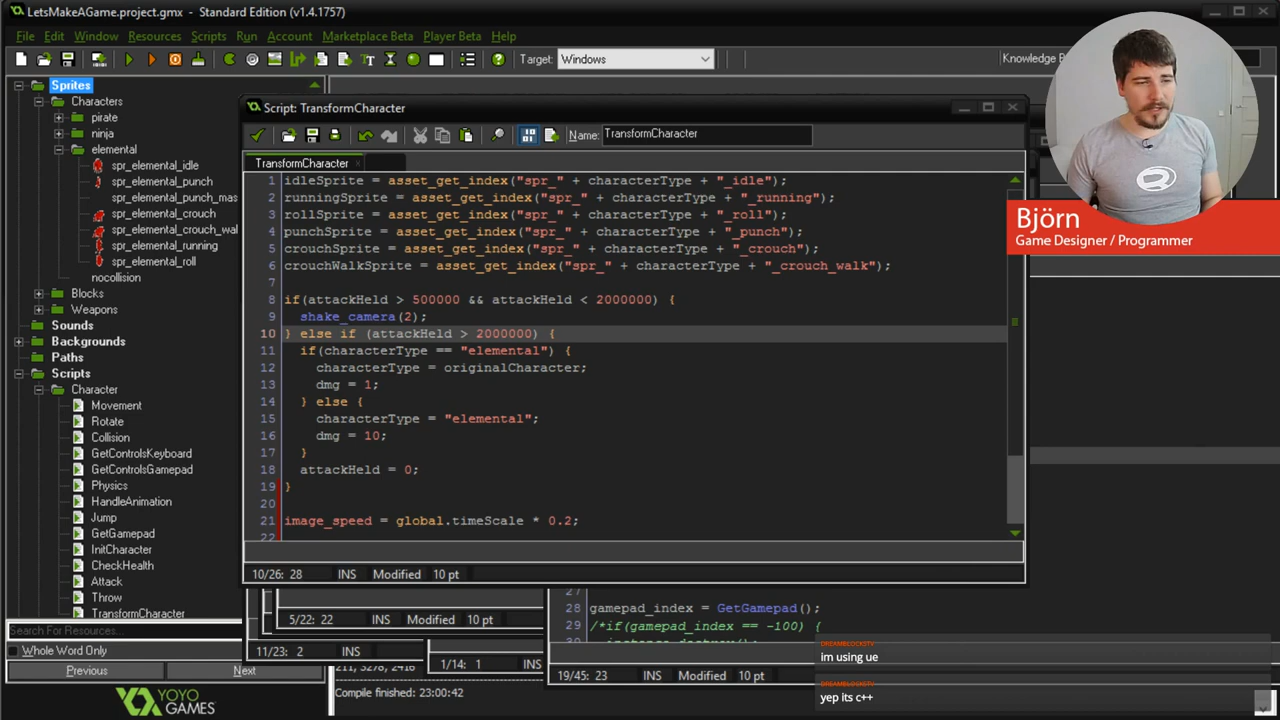 LetsMakeAGame.project.gmx - Standard Edition (v1.4.1757)
File Edit Window Resources Scripts Run Account Marketplace Beta Player Beta Help
Target: Windows
Knowledge B
Sprites
Characters
pirate
ninja
elemental
spr_elemental_idle
spr_elemental_punch
spr_elemental_punch_mas
spr_elemental_crouch
spr_elemental_crouch_wal
spr_elemental_running
spr_elemental_roll
nocollision
Blocks
Weapons
Sounds
Backgrounds
Paths
Scripts
Character
Movement
Rotate
Collision
GetControlsKeyboard
GetControlsGamepad
Physics
HandleAnimation
Jump
GetGamepad
InitCharacter
CheckHealth
Attack
Throw
TransformCharacter
Search For Resources...
Whole Word Only
Previous Next
YOYO
GAMES
Script: TransformCharacter
Name: TransformCharacter
TransformCharacter
1 idleSprite = asset_get_index("spr_" + characterType + "_idle");
2 runningSprite = asset_get_index("spr_" + characterType + "_running);
3 rollSprite = asset_get_index("spr_" + characterType + "_roll");
4 punchSprite = asset_get_index("spr_" + characterType + "_punch");
5 crouchSprite = asset_get_index("spr_" + characterType + "_crouch");
6 crouchWalkSprite = asset_get_index("spr_" + characterType + "_crouch_walk");
7
8 if(attackHeld > 500000 && attackHeld < 2000000) {
9 shake_camera(2);
10 } else if (attackHeld > 2000000) {
11 if(characterType == "elemental") {
12 characterType = originalCharacter;
13 dmg = 1;
14 } else {
15 characterType = "elemental";
16 dmg = 10;
17 }
18 attackHeld = 0;
19 }
20
21 image_speed = global.timeScale * 0.2;
22
10/26: 28 INS Modified 10 pt
5/22: 22 INS Modified 10 pt
11/23: 2 INS
1/14: 1 INS
Compile finished: 23:00:42
27
28 gamepad_index = GetGamepad();
29 /*if(gamepad_index == -100) {
19/45: 23 INS Modified 10 pt
Björn
Game Designer / Programmer
DREAMBLOCKZTV
im using ue
DREAMBLOCKZTV
yep its c++